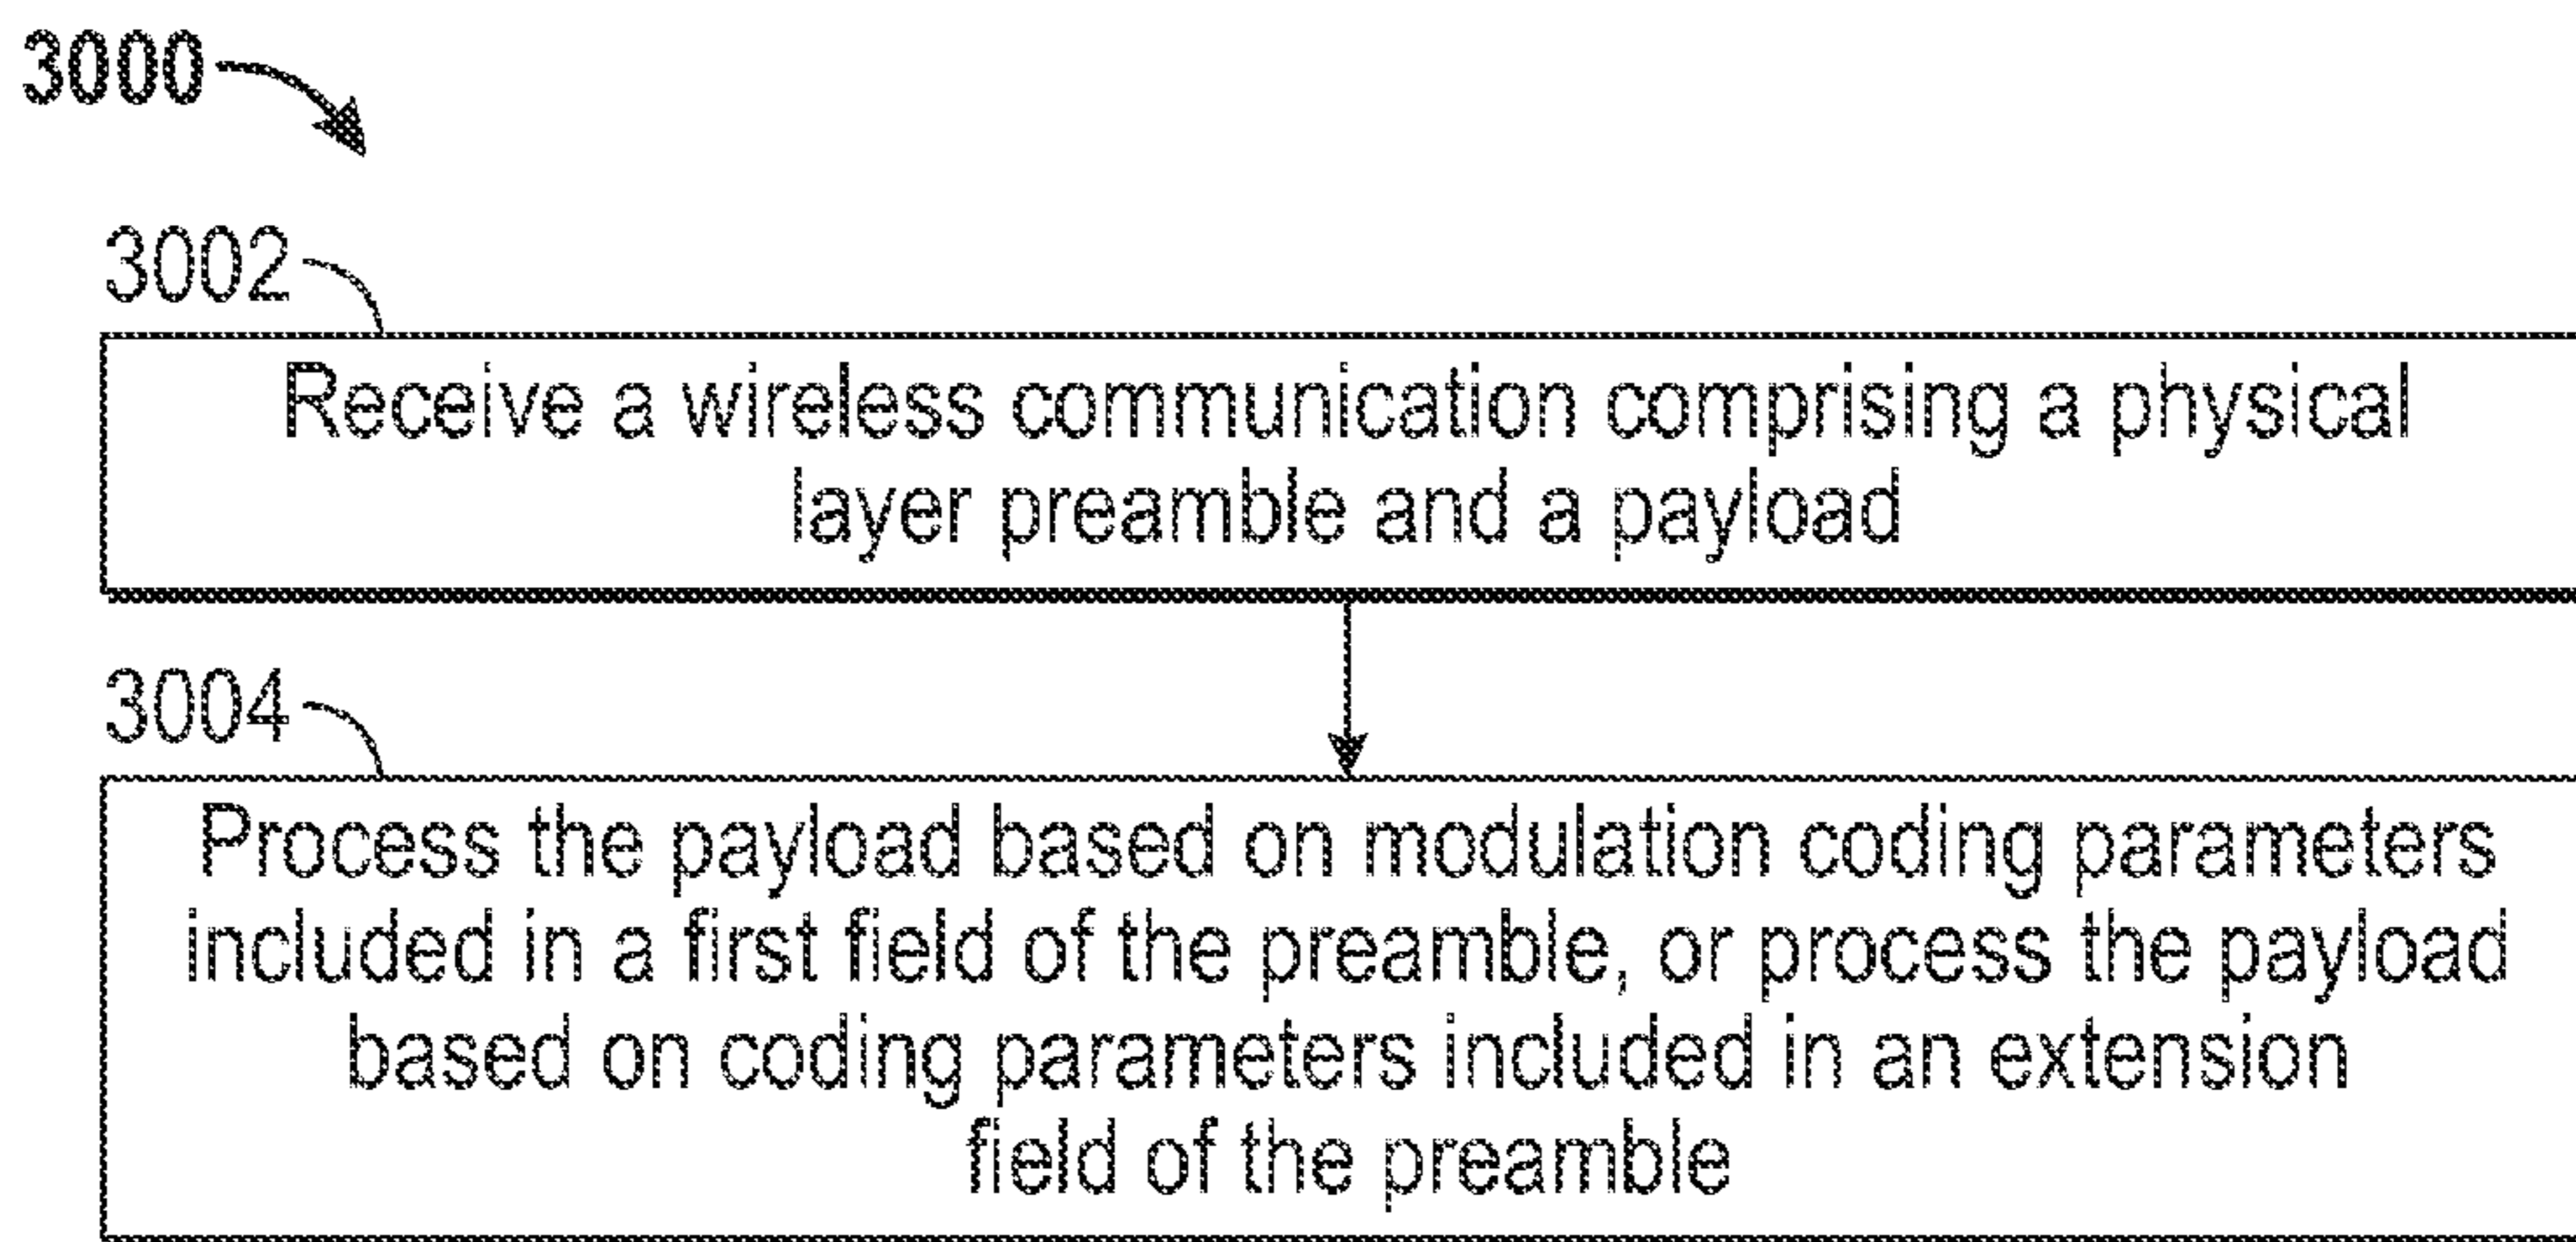 3000
3002
Receive a wireless communication comprising a physical
layer preamble and a payload
3004
Process the payload based on modulation coding parameters
included in a first field of the preamble, or process the payload
based on coding parameters included in an extension
field of the preamble